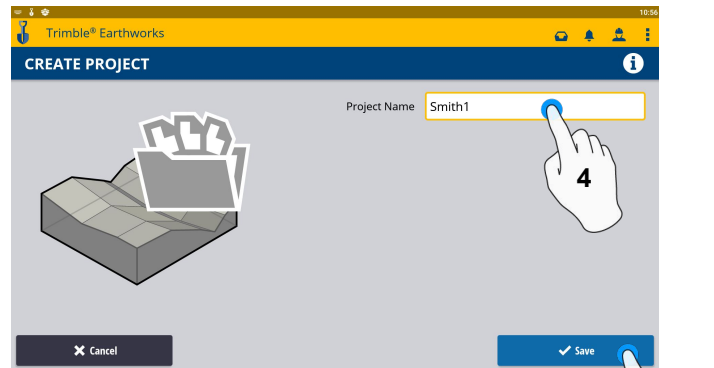 10:56
Trimble® Earthworks
CREATE PROJECT
Project Name Smith1
4
Cancel
Save